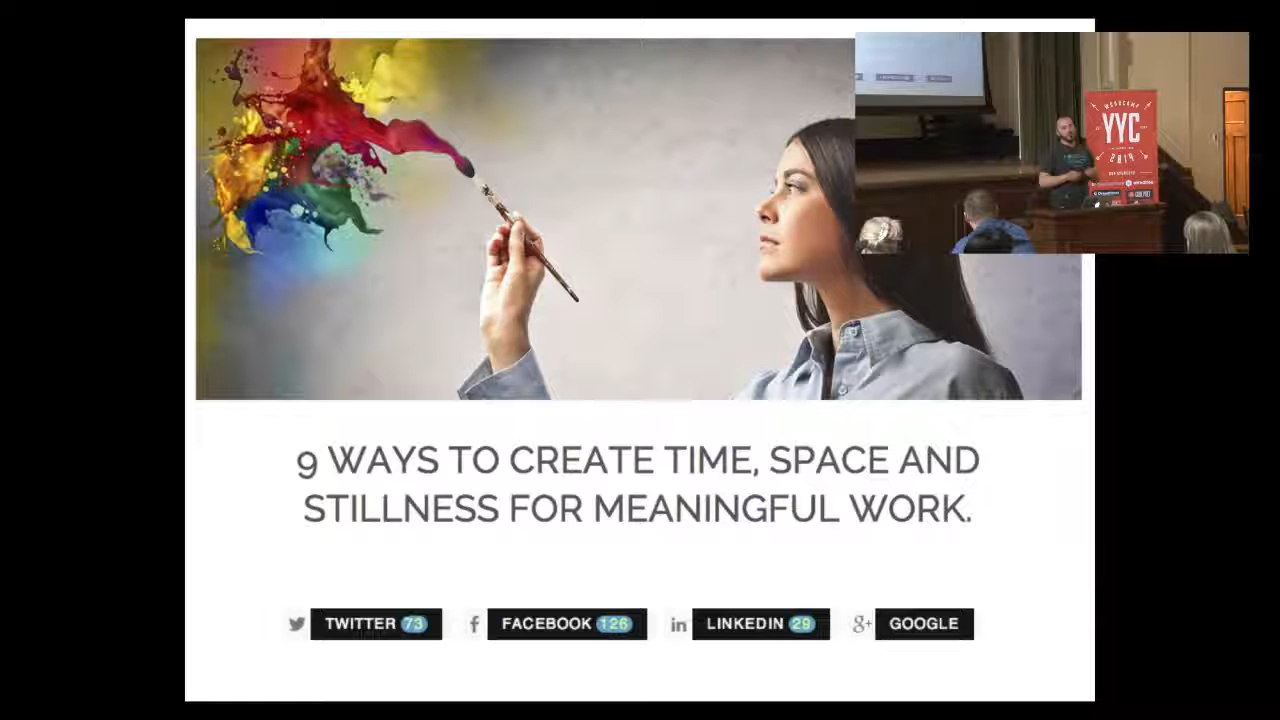 9 WAYS TO CREATE TIME, SPACE AND
STILLNESS FOR MEANINGFUL WORK.
TWITTER 73
FACEBOOK 126
LINKEDIN 29
g+ GOOGLE
WORDCAMP
YYC
2014